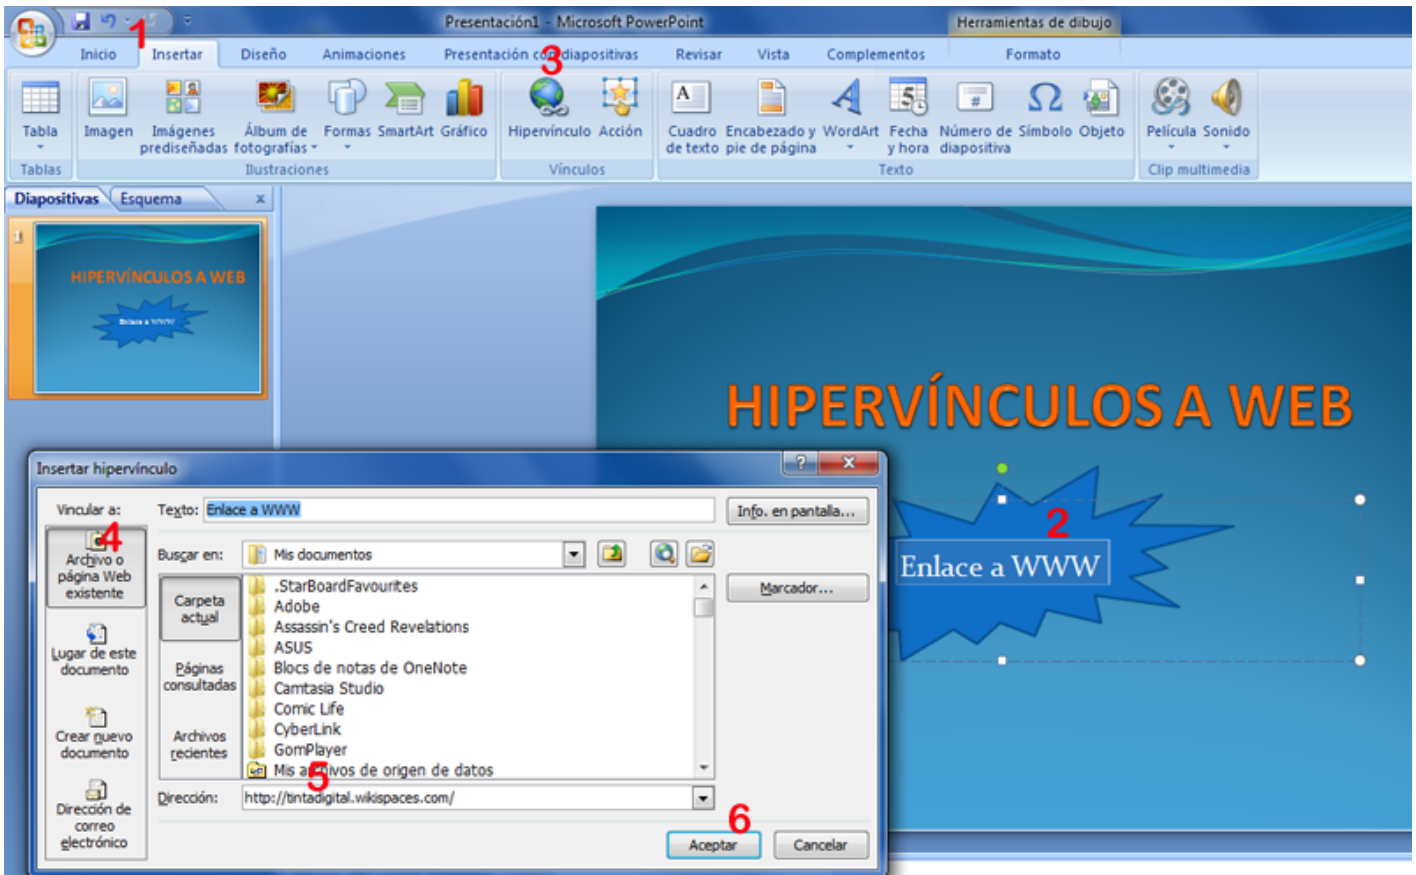 Presentación1 - Microsoft PowerPoint
Herramientas de dibujo
1
Inicio Insertar Diseño Animaciones Presentación con diapositivas Revisar Vista Complementos Formato
3
Tabla Imagen Imágenes prediseñadas Álbum de fotografías Formas SmartArt Gráfico Hipervínculo Acción Cuadro de texto Encabezado y pie de página WordArt Fecha y hora Número de diapositiva Símbolo Objeto Película Sonido
Tablas Ilustraciones Vínculos Texto Clip multimedia
Diapositivas Esquema x
1
HIPERVÍNCULOS A WEB
Enlace a WWW
HIPERVÍNCULOS A WEB
2
Enlace a WWW
Insertar hipervínculo
Vincular a:
Texto: Enlace a WWW
Info. en pantalla...
4
Archivo o
página Web
existente
Lugar de este
documento
Crear nuevo
documento
Dirección de
correo
electrónico
Buscar en: Mis documentos
Carpeta
actual
Páginas
consultadas
Archivos
recientes
.StarBoardFavourites
Adobe
Assassin's Creed Revelations
ASUS
Blocs de notas de OneNote
Camtasia Studio
Comic Life
CyberLink
GomPlayer
Mis archivos de origen de datos
Marcador...
5
Dirección: http://tintadigital.wikispaces.com/
6
Aceptar Cancelar